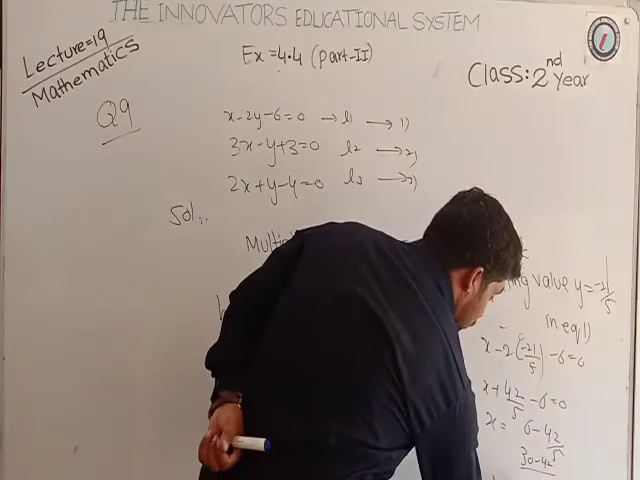 THE INNOVATORS EDUCATIONAL SYSTEM
Lecture=19
Mathematics
Ex=4.4 (part-II)
Class: 2nd year
Q9
x-2y-6=0 → l1 → 1)
3x-y+3=0 l2 → 2)
2x+y-4=0 l3 → 3)
Sol:.
value y=-21/5
in eq 1)
x-2(-21/5)-6=0
x+42/5-6=0
x= 6-42/5
30-42